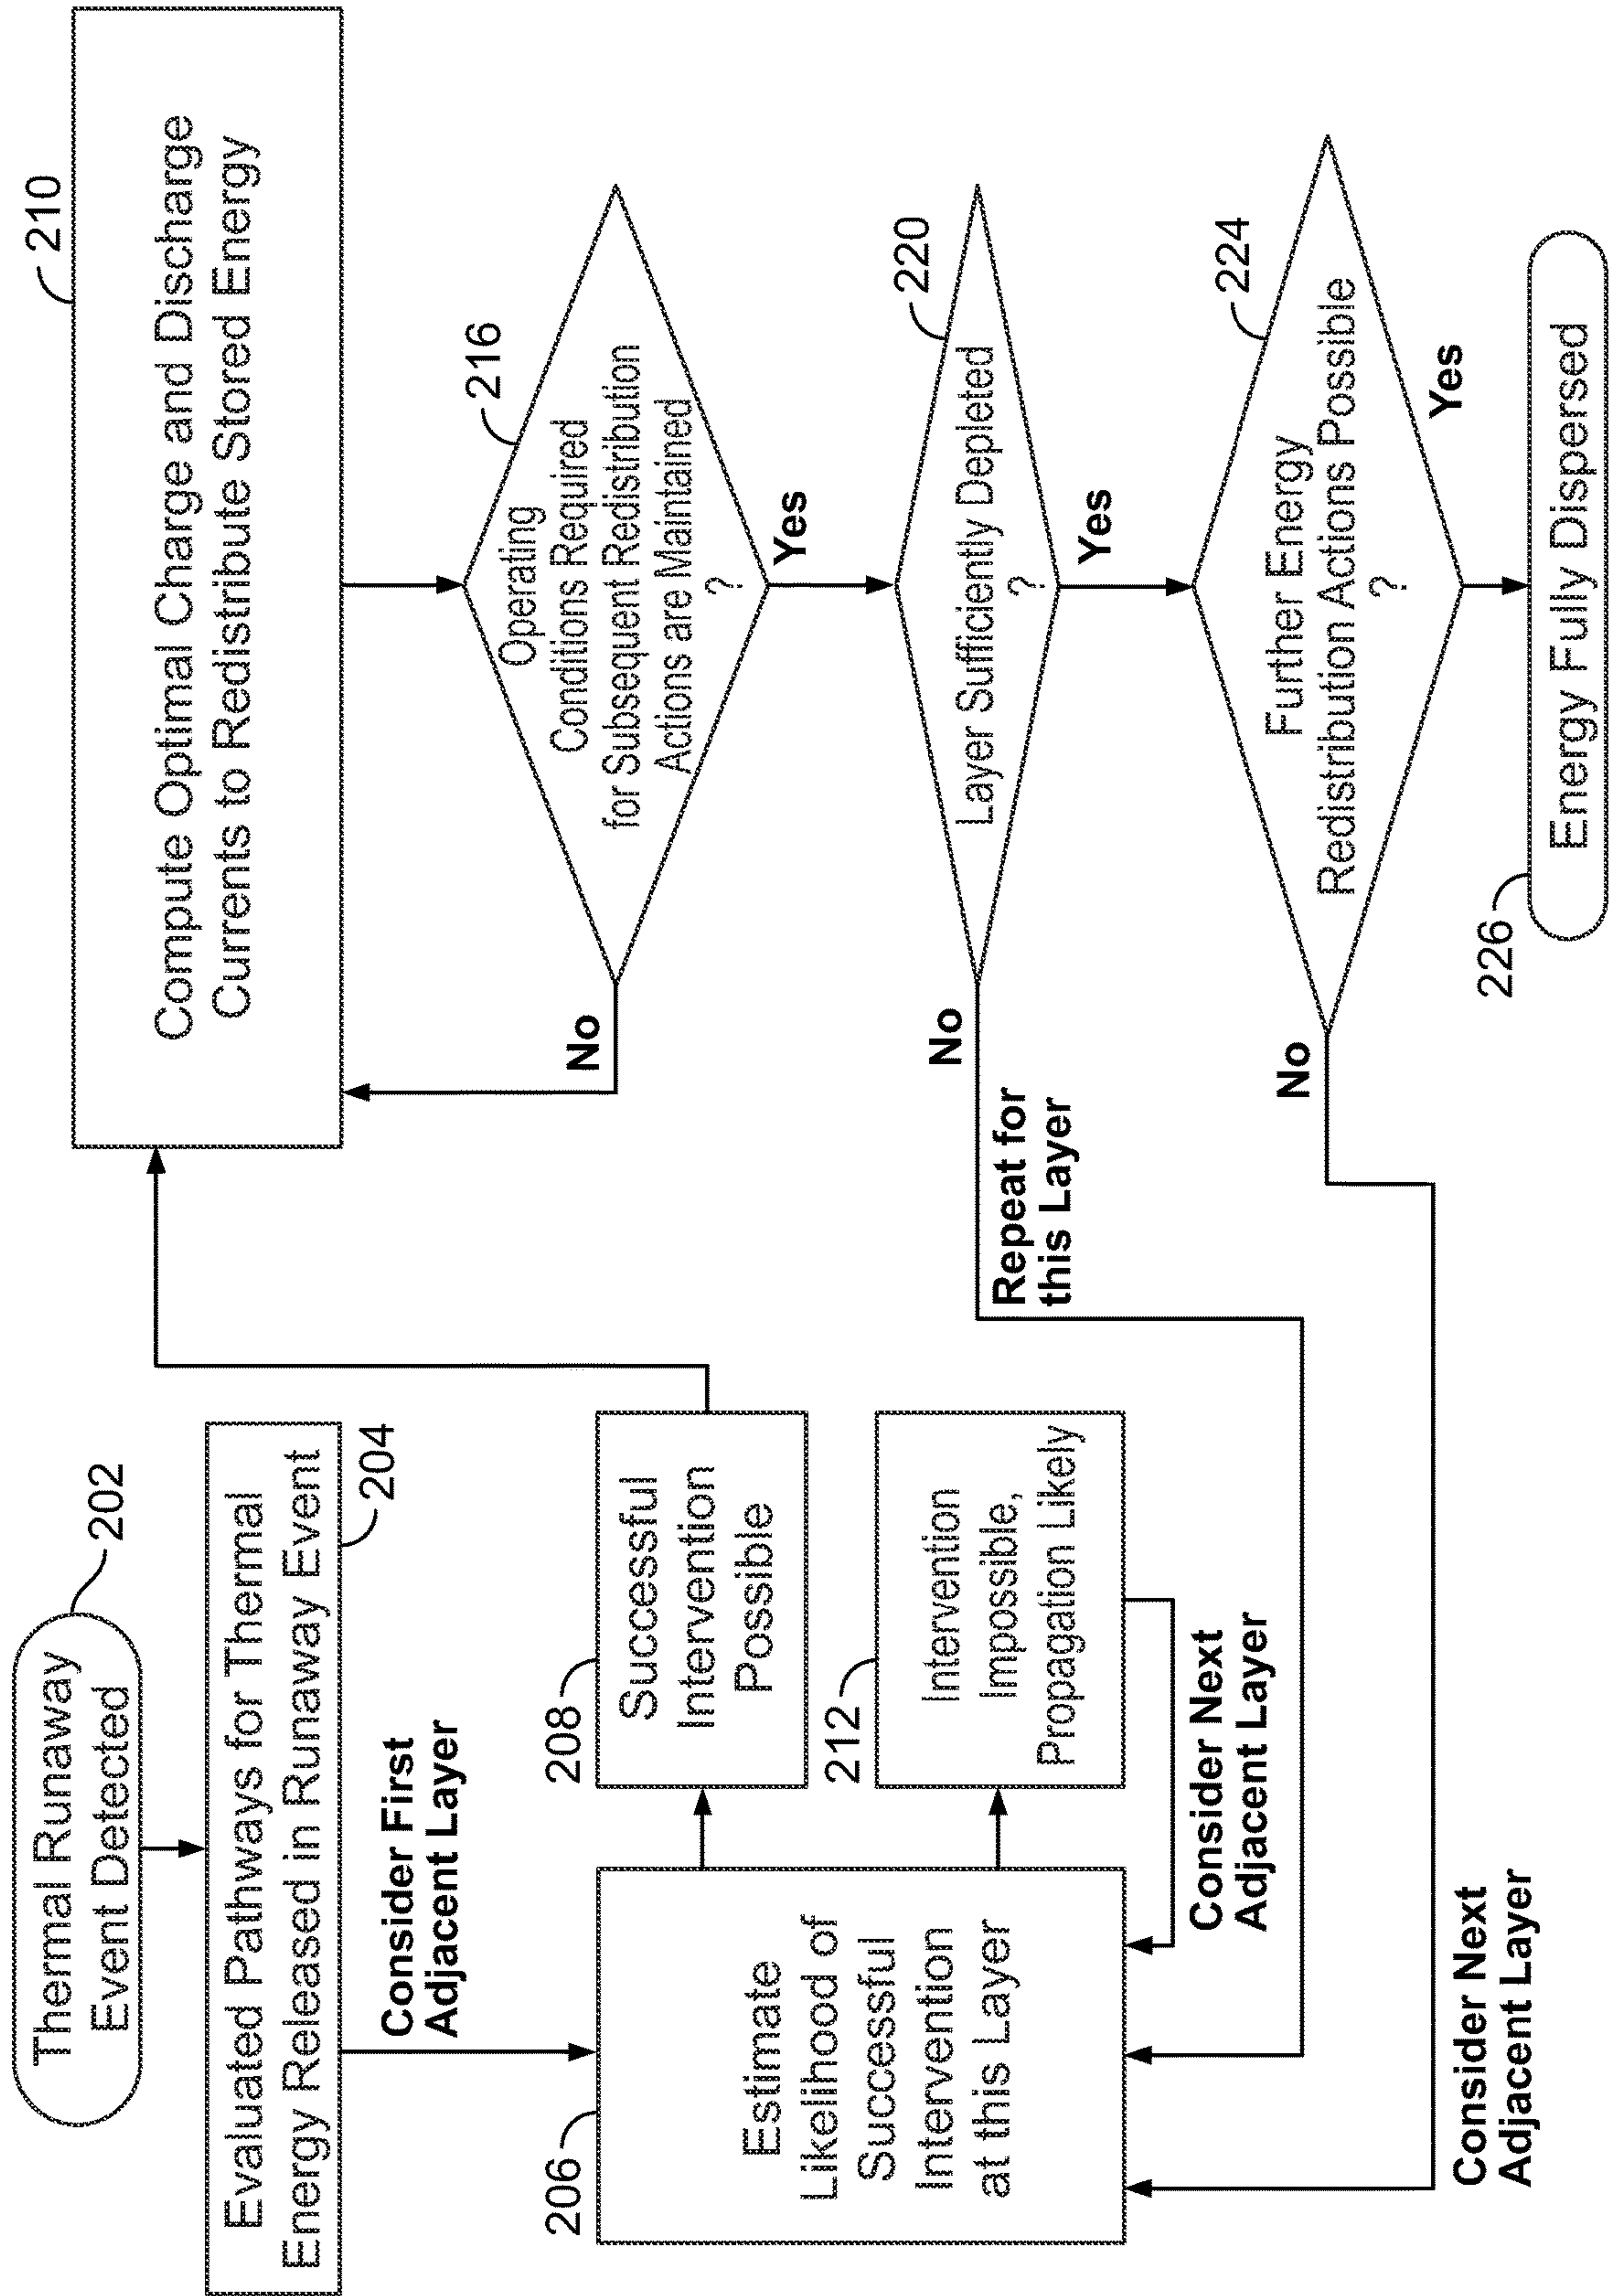 202
Thermal Runaway
Event Detected
Evaluated Pathways for Thermal
Energy Released in Runaway Event
204
Consider First
Adjacent Layer
206
Estimate
Likelihood of
Successful
Intervention
at this Layer
208
Successful
Intervention
Possible
212
Intervention
Impossible,
Propagation Likely
Consider Next
Adjacent Layer
Consider Next
Adjacent Layer
210
Compute Optimal Charge and Discharge
Currents to Redistribute Stored Energy
216
Operating
Conditions Required
for Subsequent Redistribution
Actions are Maintained
?
No
Yes
220
Layer Sufficiently Depleted
?
No
Repeat for
this Layer
Yes
224
Further Energy
Redistribution Actions Possible
?
No
Yes
226
Energy Fully Dispersed